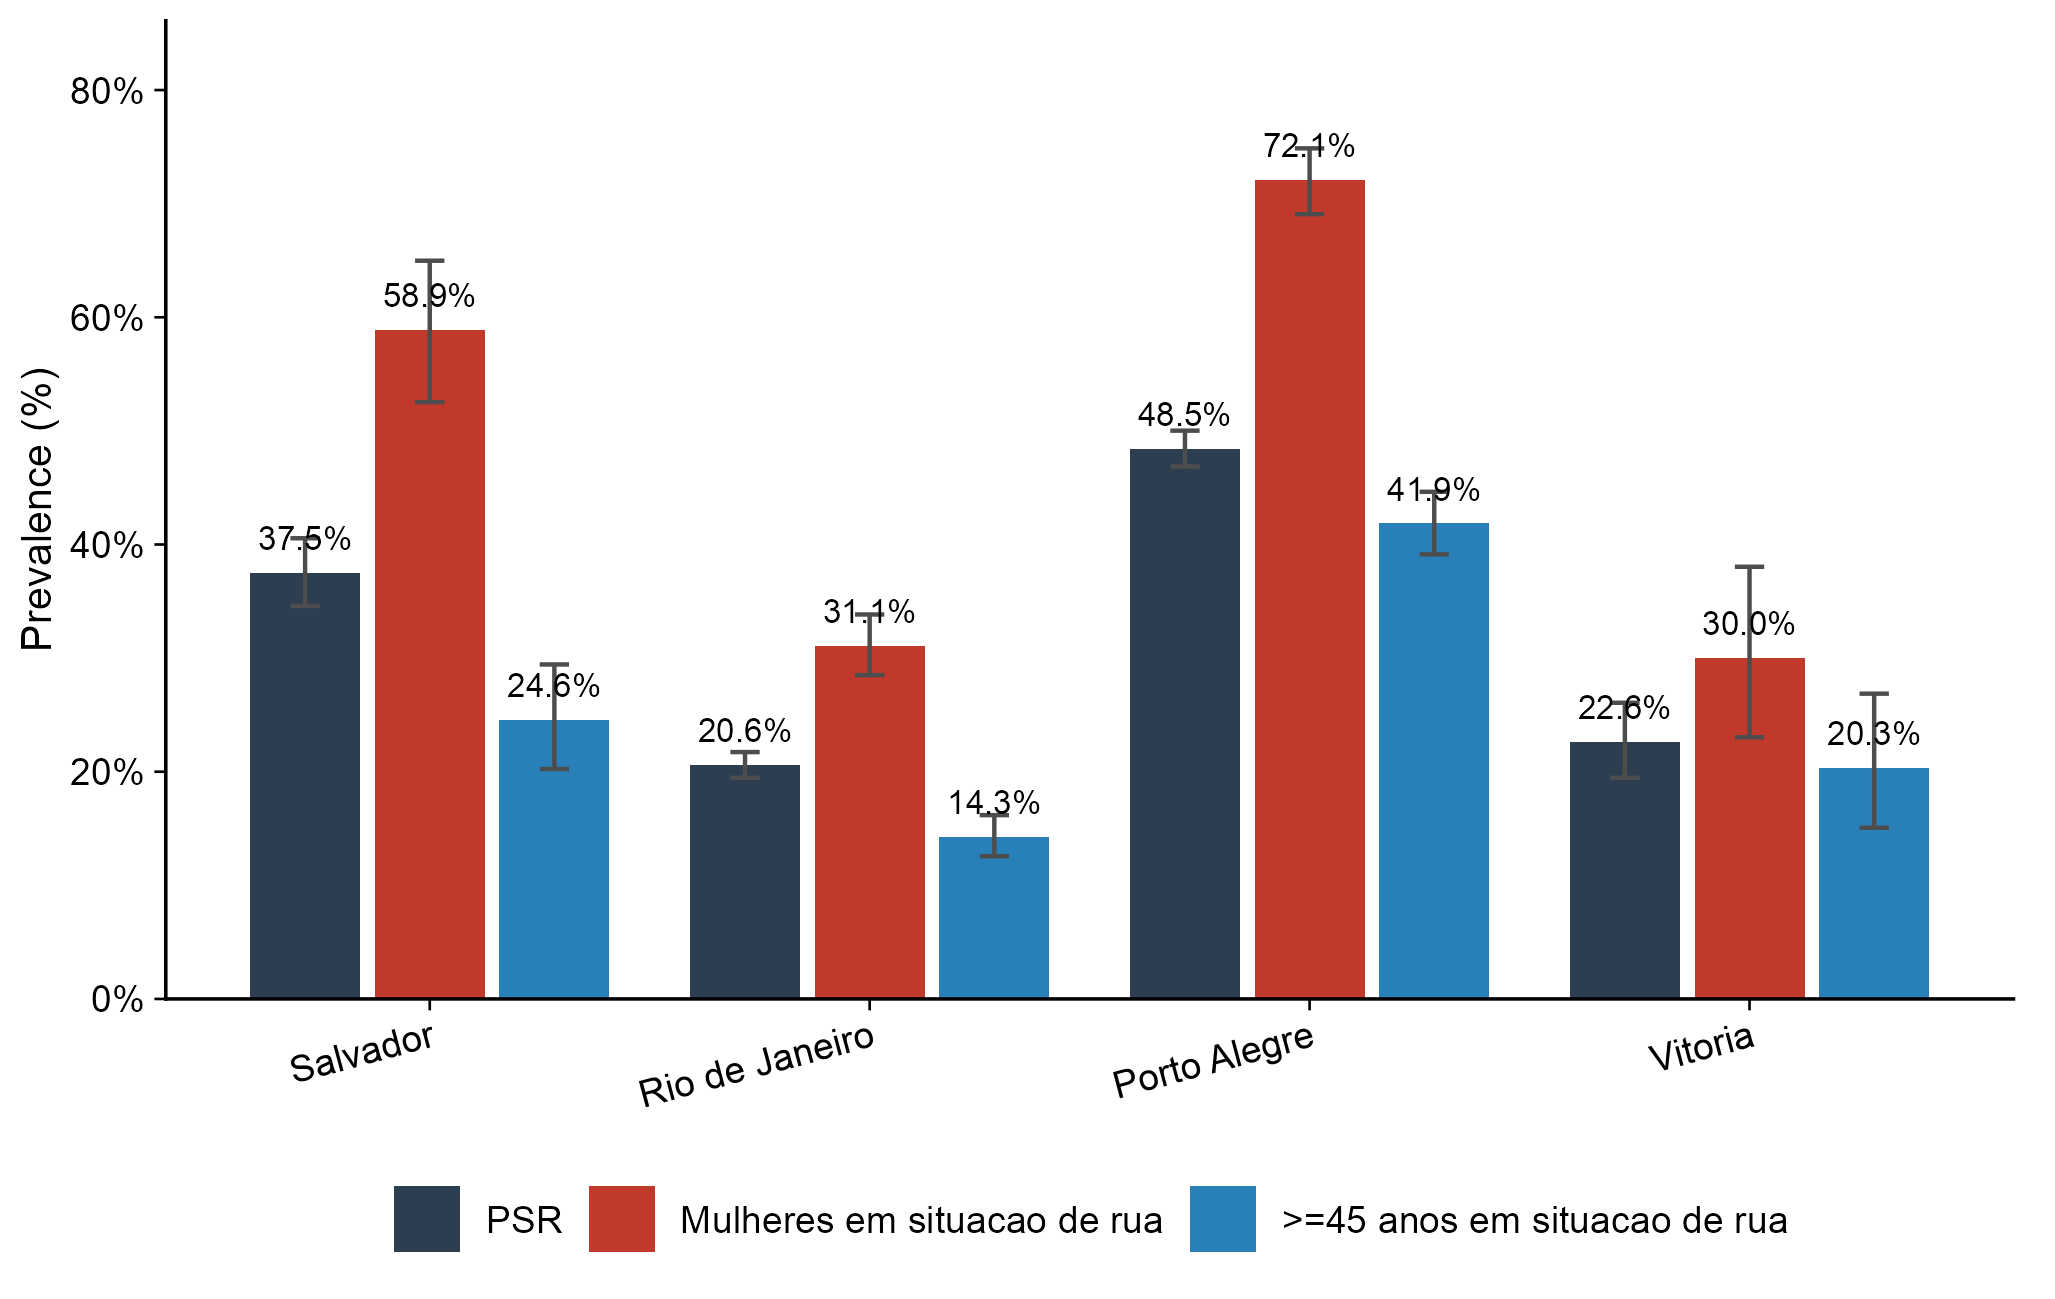 Prevalence (%)
80%
60%
40%
20%
0%
37.5%
58.9%
24.6%
20.6%
31.1%
14.3%
48.5%
72.1%
41.9%
22.6%
30.0%
20.3%
Salvador
Rio de Janeiro
Porto Alegre
Vitoria
PSR
Mulheres em situacao de rua
>=45 anos em situacao de rua